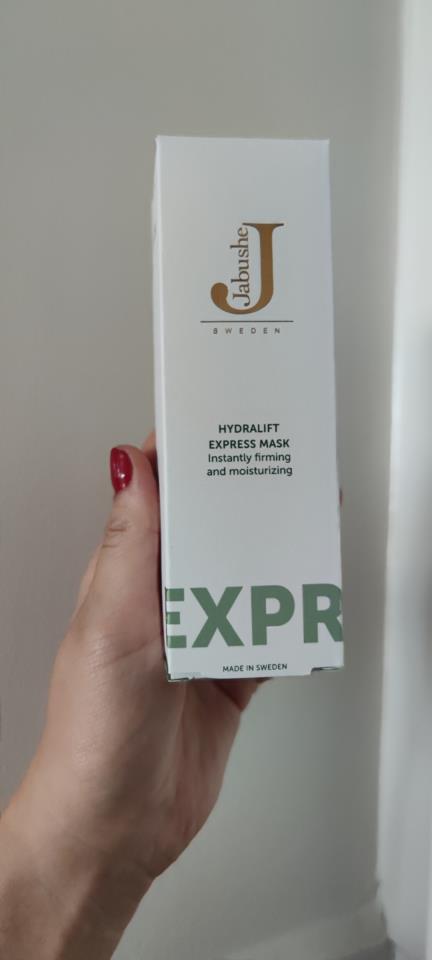 Jabushe
J
SWEDEN
HYDRALIFT
EXPRESS MASK
Instantly firming
and moisturizing
EXPR
MADE IN SWEDEN